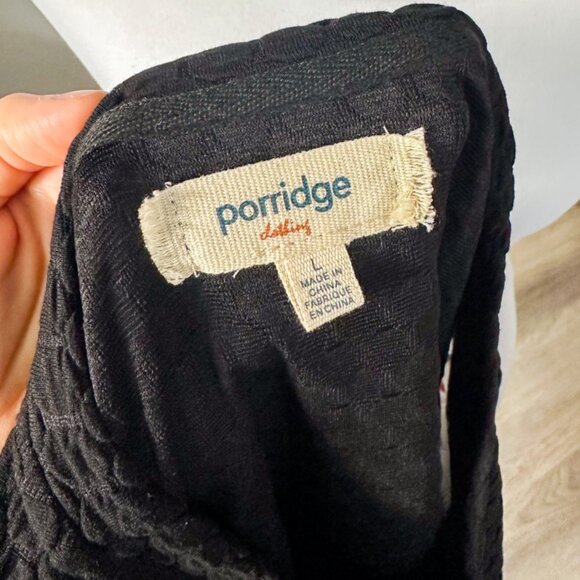 porridge
clothing
L
MADE IN
CHINA
FABRIQUE
EN CHINA